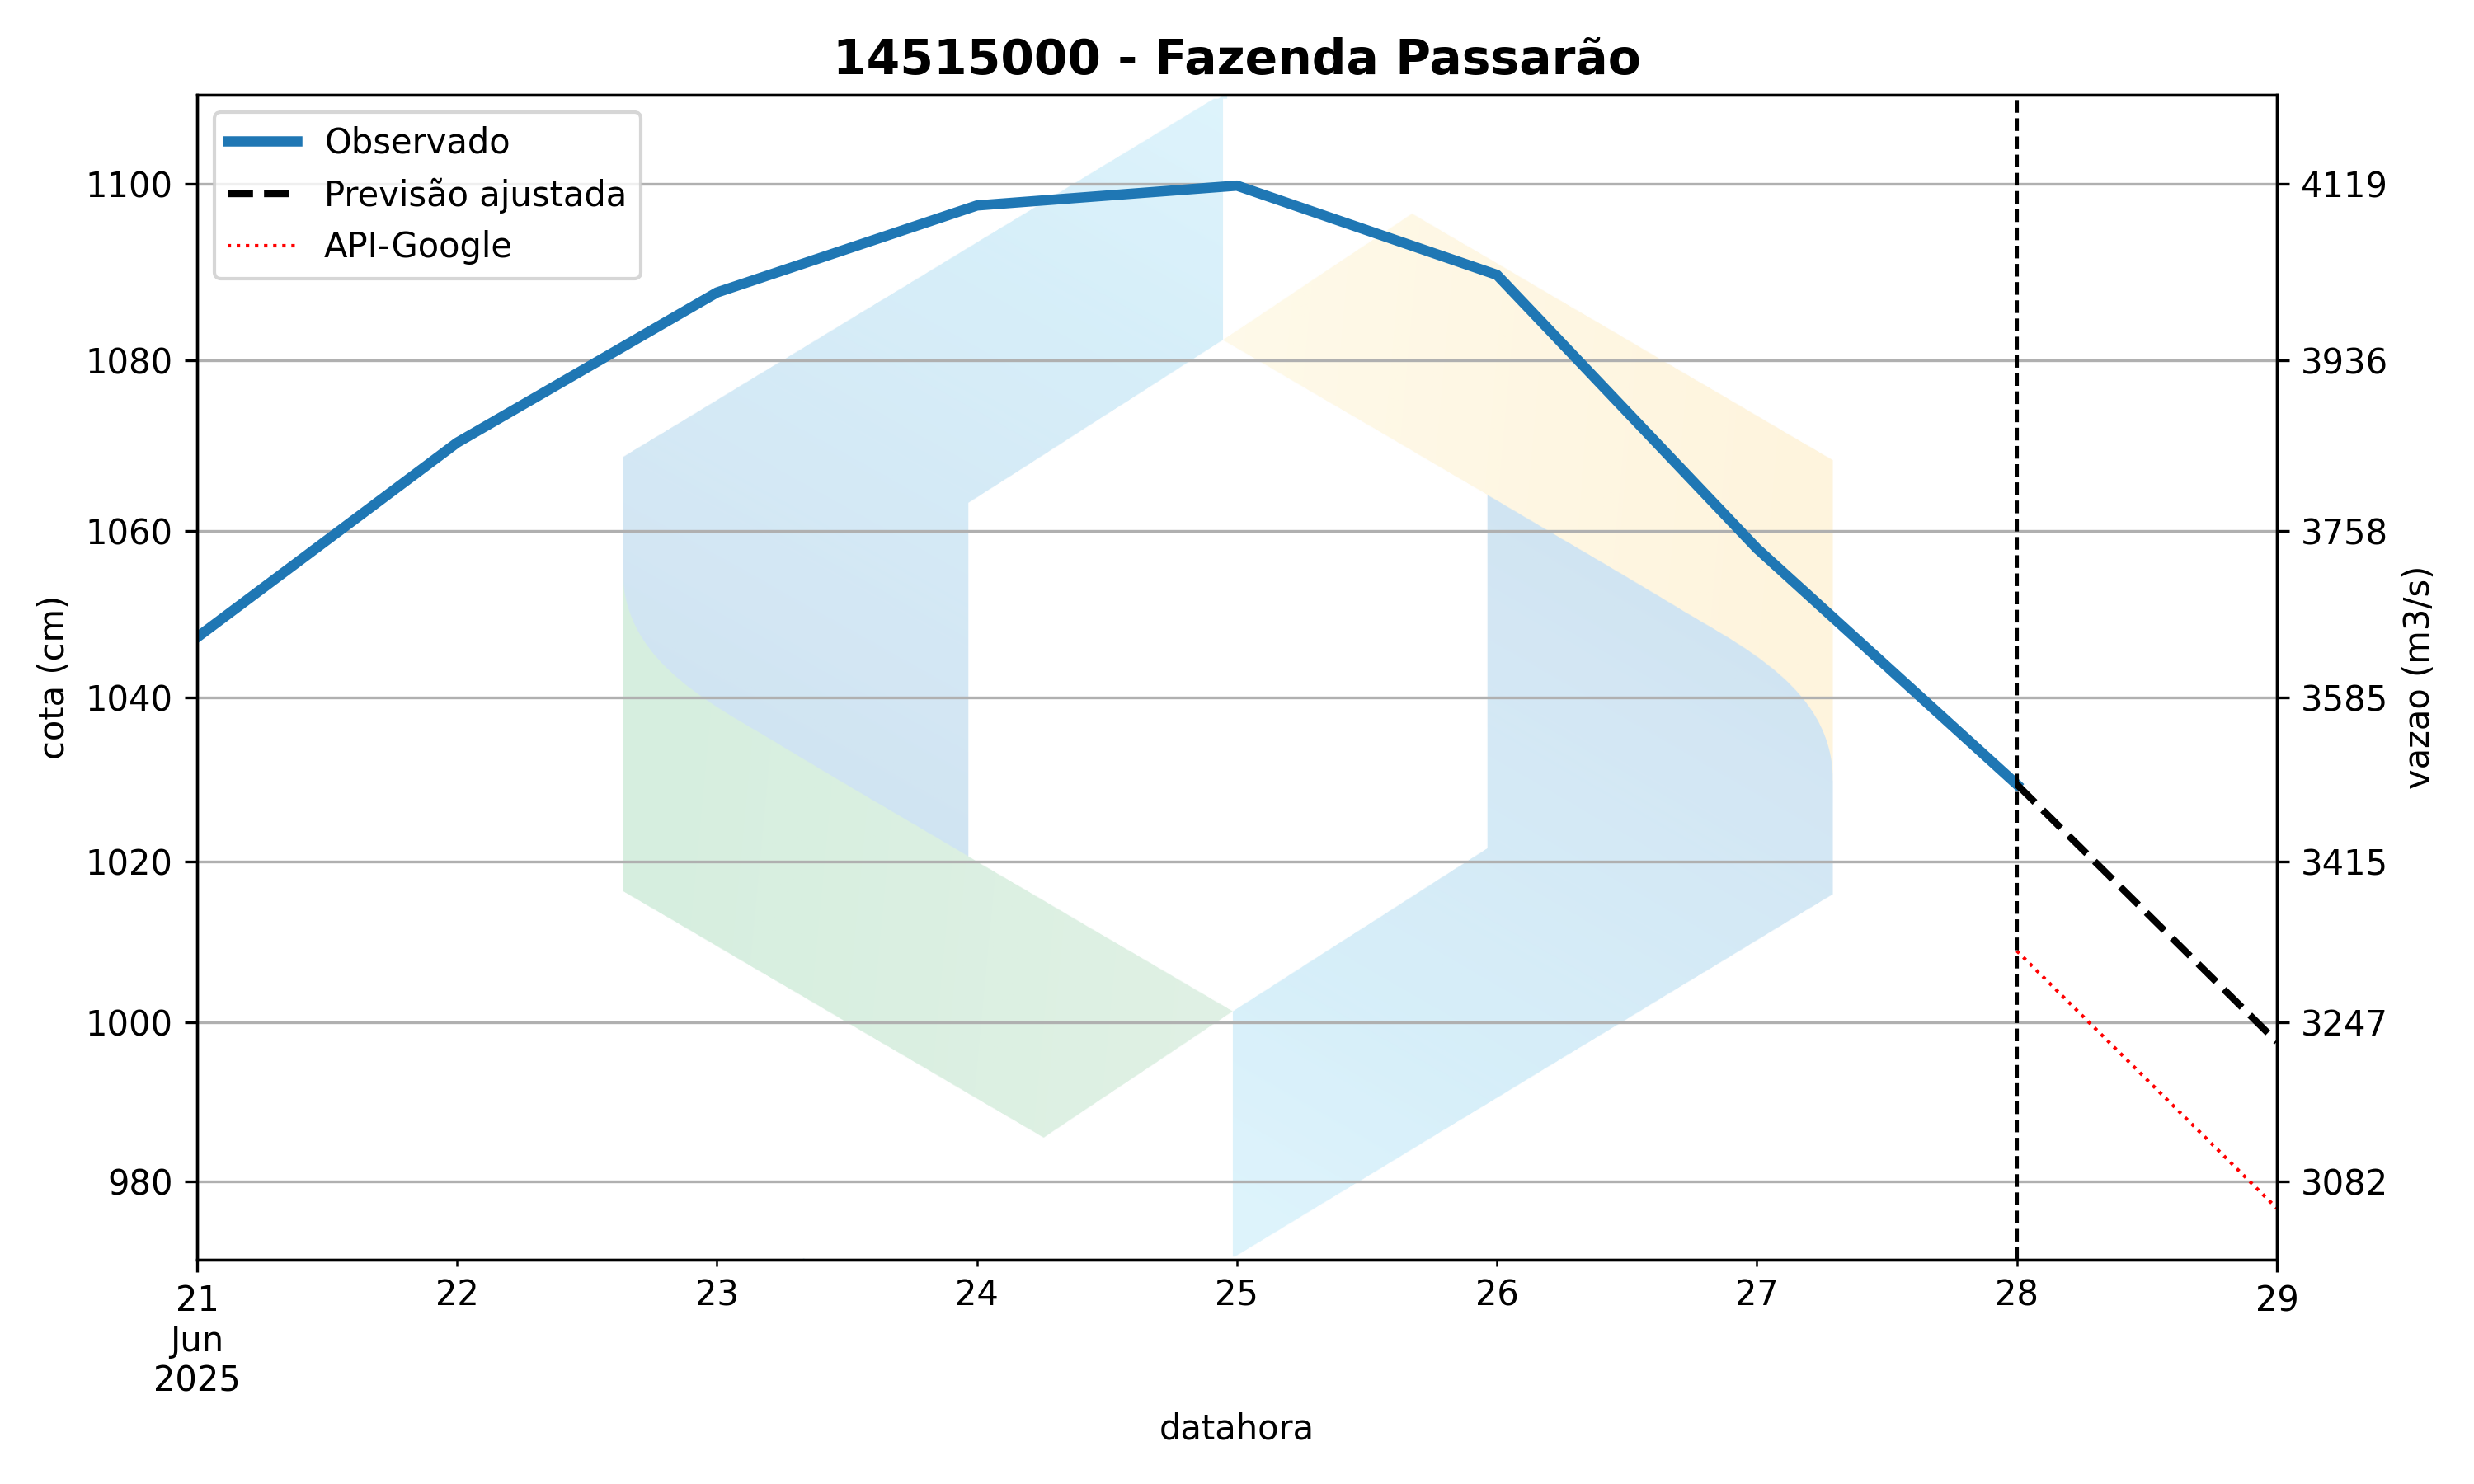 14515000 - Fazenda Passarão
Observado
Previsão ajustada
API-Google
1100
1080
1060
1040
1020
1000
980
cota (cm)
4119
3936
3758
3585
3415
3247
3082
vazao (m3/s)
21 22 23 24 25 26 27 28 29
Jun
2025
datahora